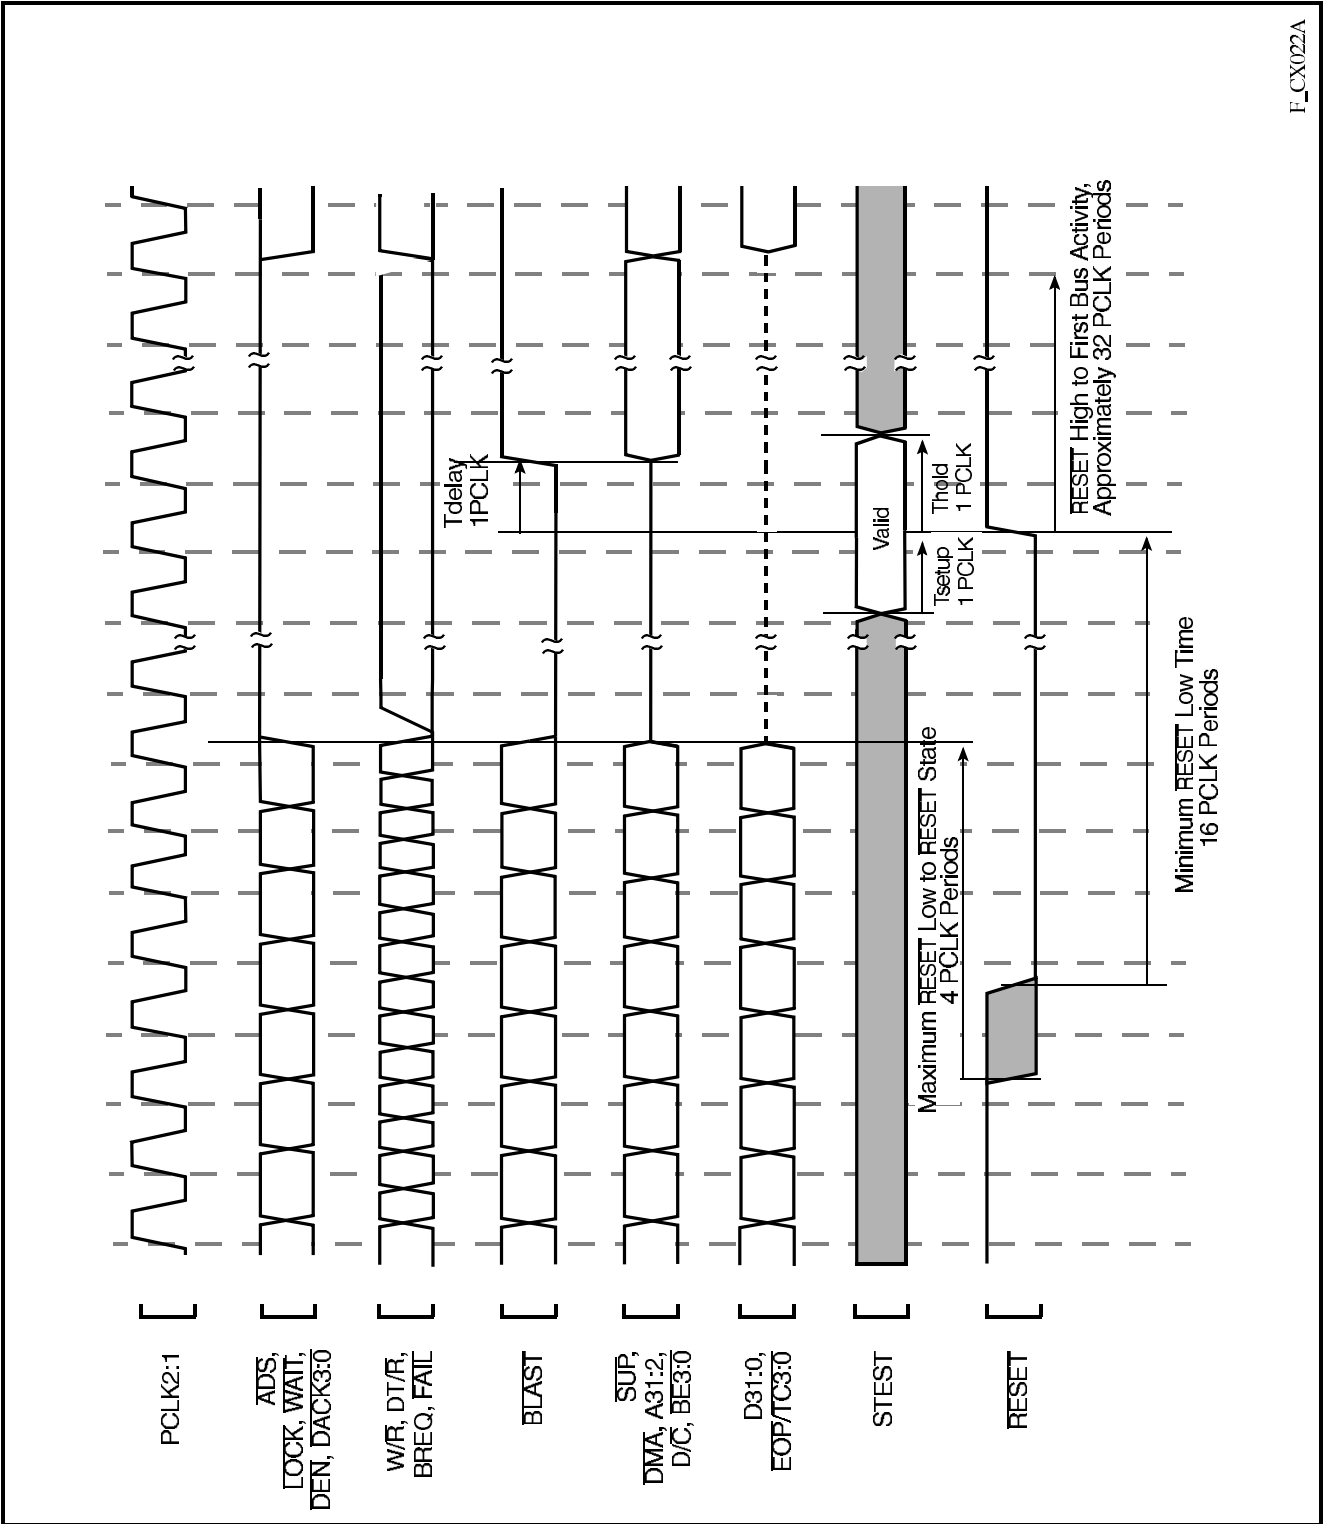 PCLK2:1
ADS,
LOCK, WAIT,
DEN, DACK3:0
W/R, DT/R,
BREQ, FAIL
BLAST
SUP,
DMA, A31:2,
D/C, BE3:0
D31:0,
EOP/TC3:0
STEST
RESET
Tdelay
1PCLK
Valid
Tsetup
1 PCLK
Thold
1 PCLK
Maximum RESET Low to RESET State
4 PCLK Periods
RESET High to First Bus Activity,
Approximately 32 PCLK Periods
Minimum RESET Low Time
16 PCLK Periods
F_CX022A